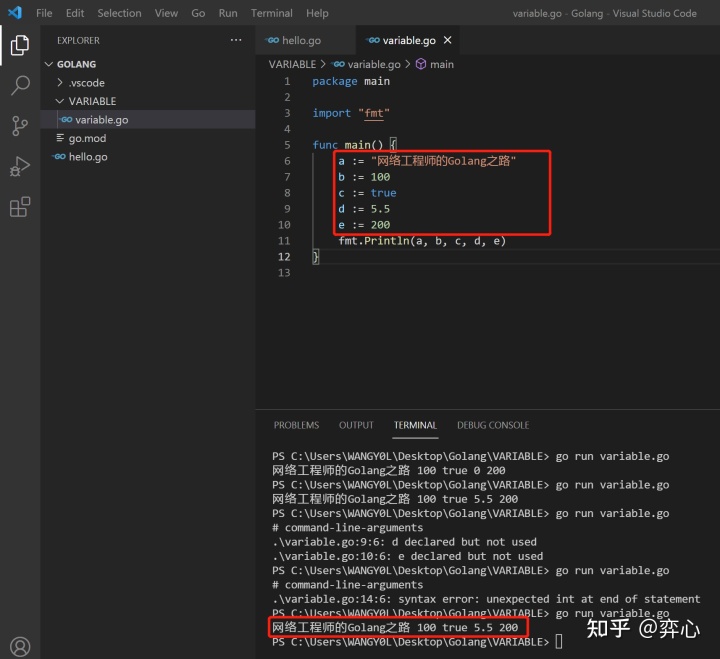 File Edit Selection View Go Run Terminal Help variable.go - Golang - Visual Studio Code
EXPLORER ···
hello.go
variable.go
GOLANG
.vscode
VARIABLE
variable.go
go.mod
hello.go
VARIABLE > variable.go > main
1 package main
2
3 import "fmt"
4
5 func main() {
6 a := "网络工程师的Golang之路"
7 b := 100
8 c := true
9 d := 5.5
10 e := 200
11 fmt.Println(a, b, c, d, e)
12 }
13
PROBLEMS OUTPUT TERMINAL DEBUG CONSOLE
PS C:\Users\WANGY0L\Desktop\Golang\VARIABLE> go run variable.go
网络工程师的Golang之路 100 true 0 200
PS C:\Users\WANGY0L\Desktop\Golang\VARIABLE> go run variable.go
网络工程师的Golang之路 100 true 5.5 200
PS C:\Users\WANGY0L\Desktop\Golang\VARIABLE> go run variable.go
# command-line-arguments
.\variable.go:9:6: d declared but not used
.\variable.go:10:6: e declared but not used
PS C:\Users\WANGY0L\Desktop\Golang\VARIABLE> go run variable.go
# command-line-arguments
.\variable.go:14:6: syntax error: unexpected int at end of statement
PS C:\Users\WANGY0L\Desktop\Golang\VARIABLE> go run variable.go
网络工程师的Golang之路 100 true 5.5 200
PS C:\Users\WANGY0L\Desktop\Golang\VARIABLE>
知乎 @弈心